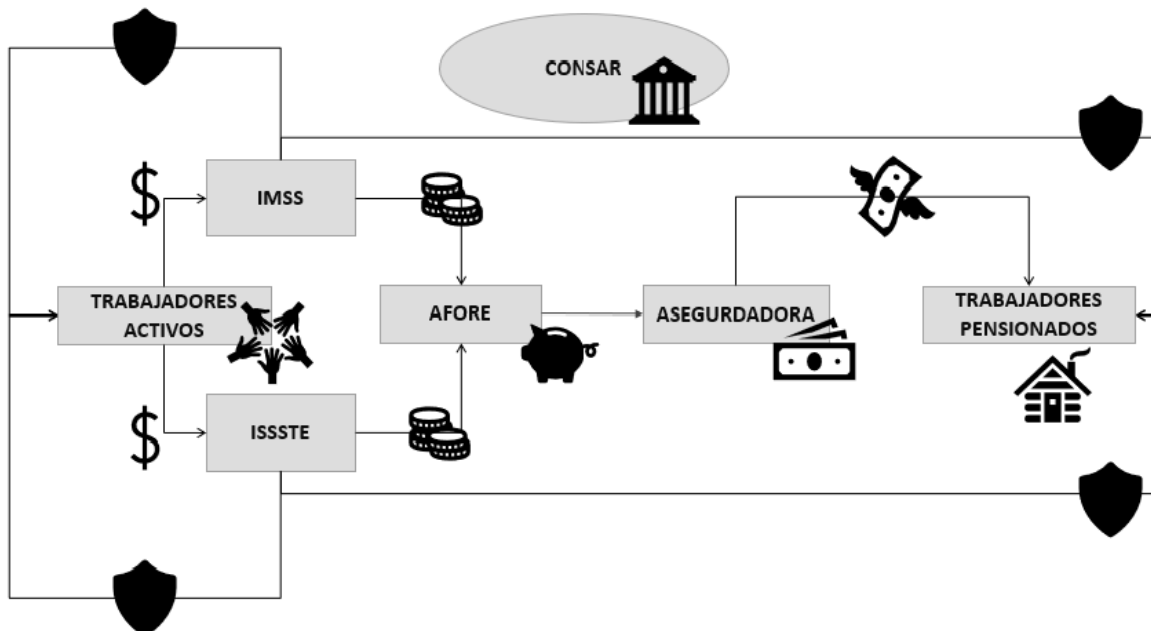 CONSAR
IMSS
TRABAJADORES
ACTIVOS
AFORE
ASEGURDADORA
TRABAJADORES
PENSIONADOS
ISSSTE